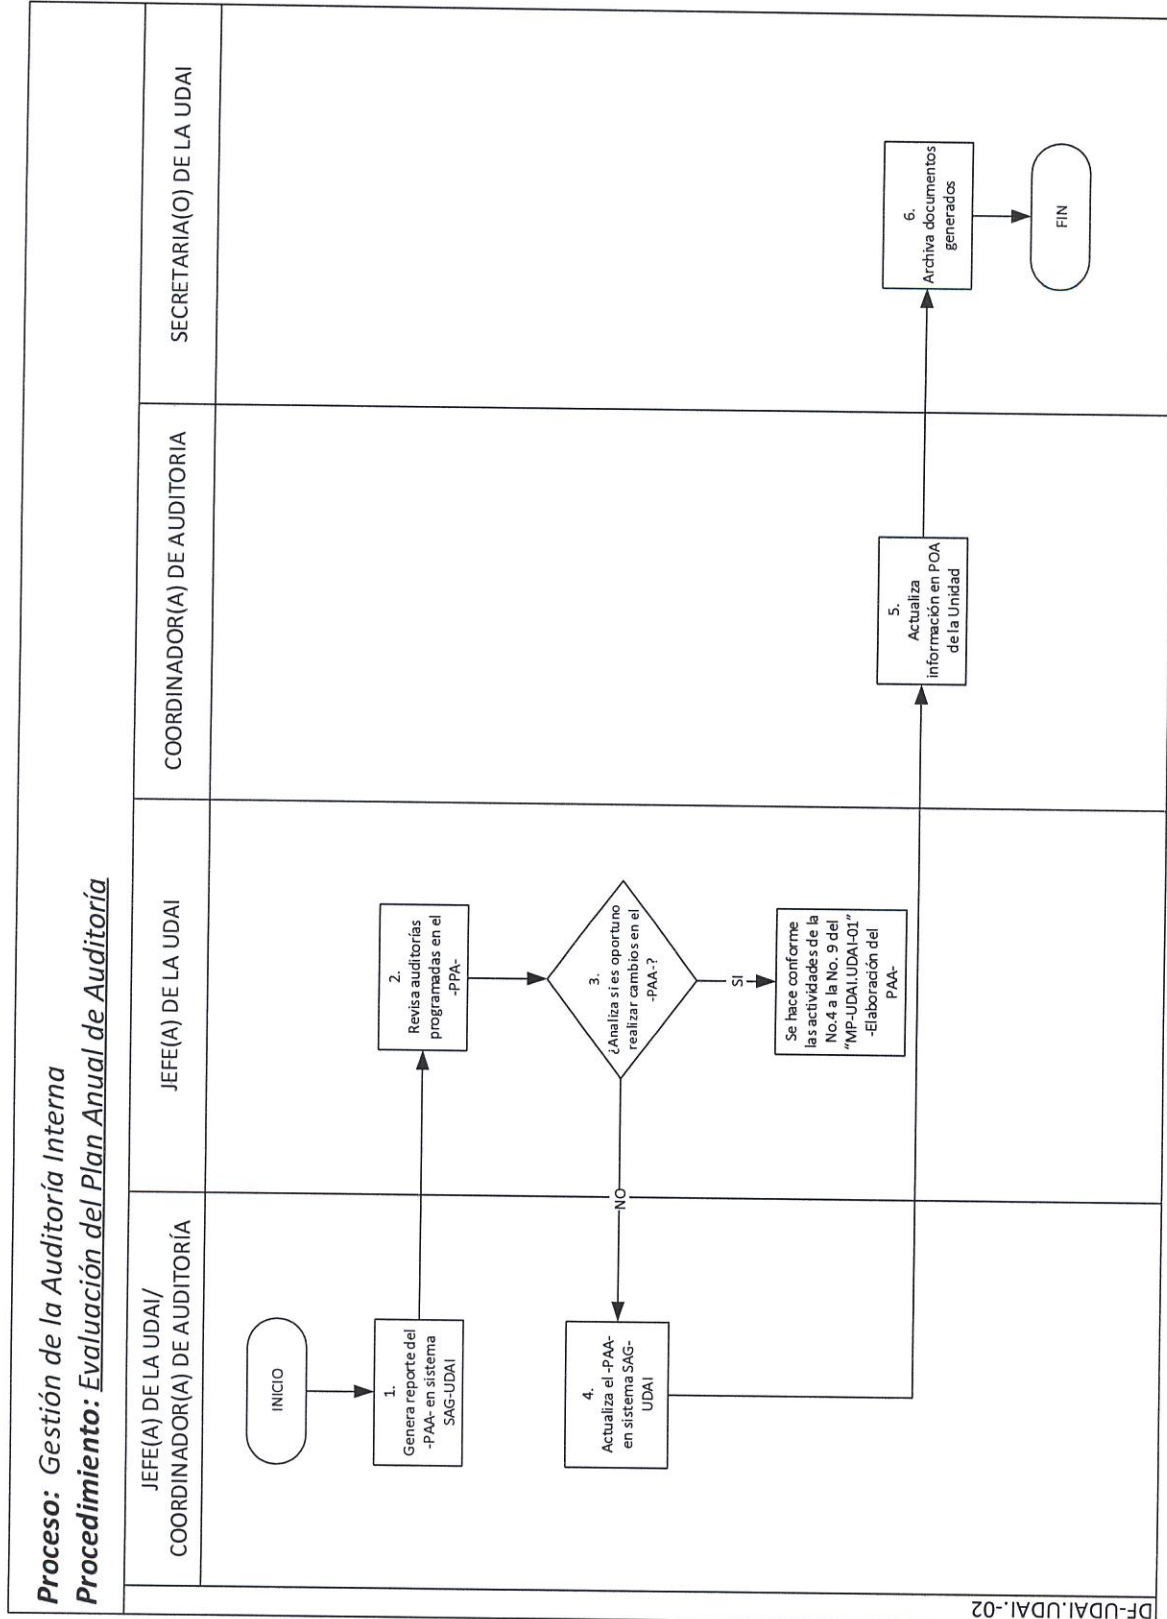 Proceso: Gestión de la Auditoría Interna
Procedimiento: Evaluación del Plan Anual de Auditoría
JEFE(A) DE LA UDAI/
COORDINADOR(A) DE AUDITORÍA
JEFE(A) DE LA UDAI
COORDINADOR(A) DE AUDITORIA
SECRETARIA(O) DE LA UDAI
INICIO
1.
Genera reporte del
-PAA- en sistema
SAG-UDAI
2.
Revisa auditorías
programadas en el
-PPA-
3.
¿Analiza si es oportuno
realizar cambios en el
-PAA-?
NO
SI
Se hace conforme
las actividades de la
No.4 a la No. 9 del
“MP-UDAI.UDAI-01”
-Elaboración del
PAA-
4.
Actualiza el -PAA-
en sistema SAG-
UDAI
5.
Actualiza
información en POA
de la Unidad
6.
Archiva documentos
generados
FIN
DF-UDAI.UDAI.-02